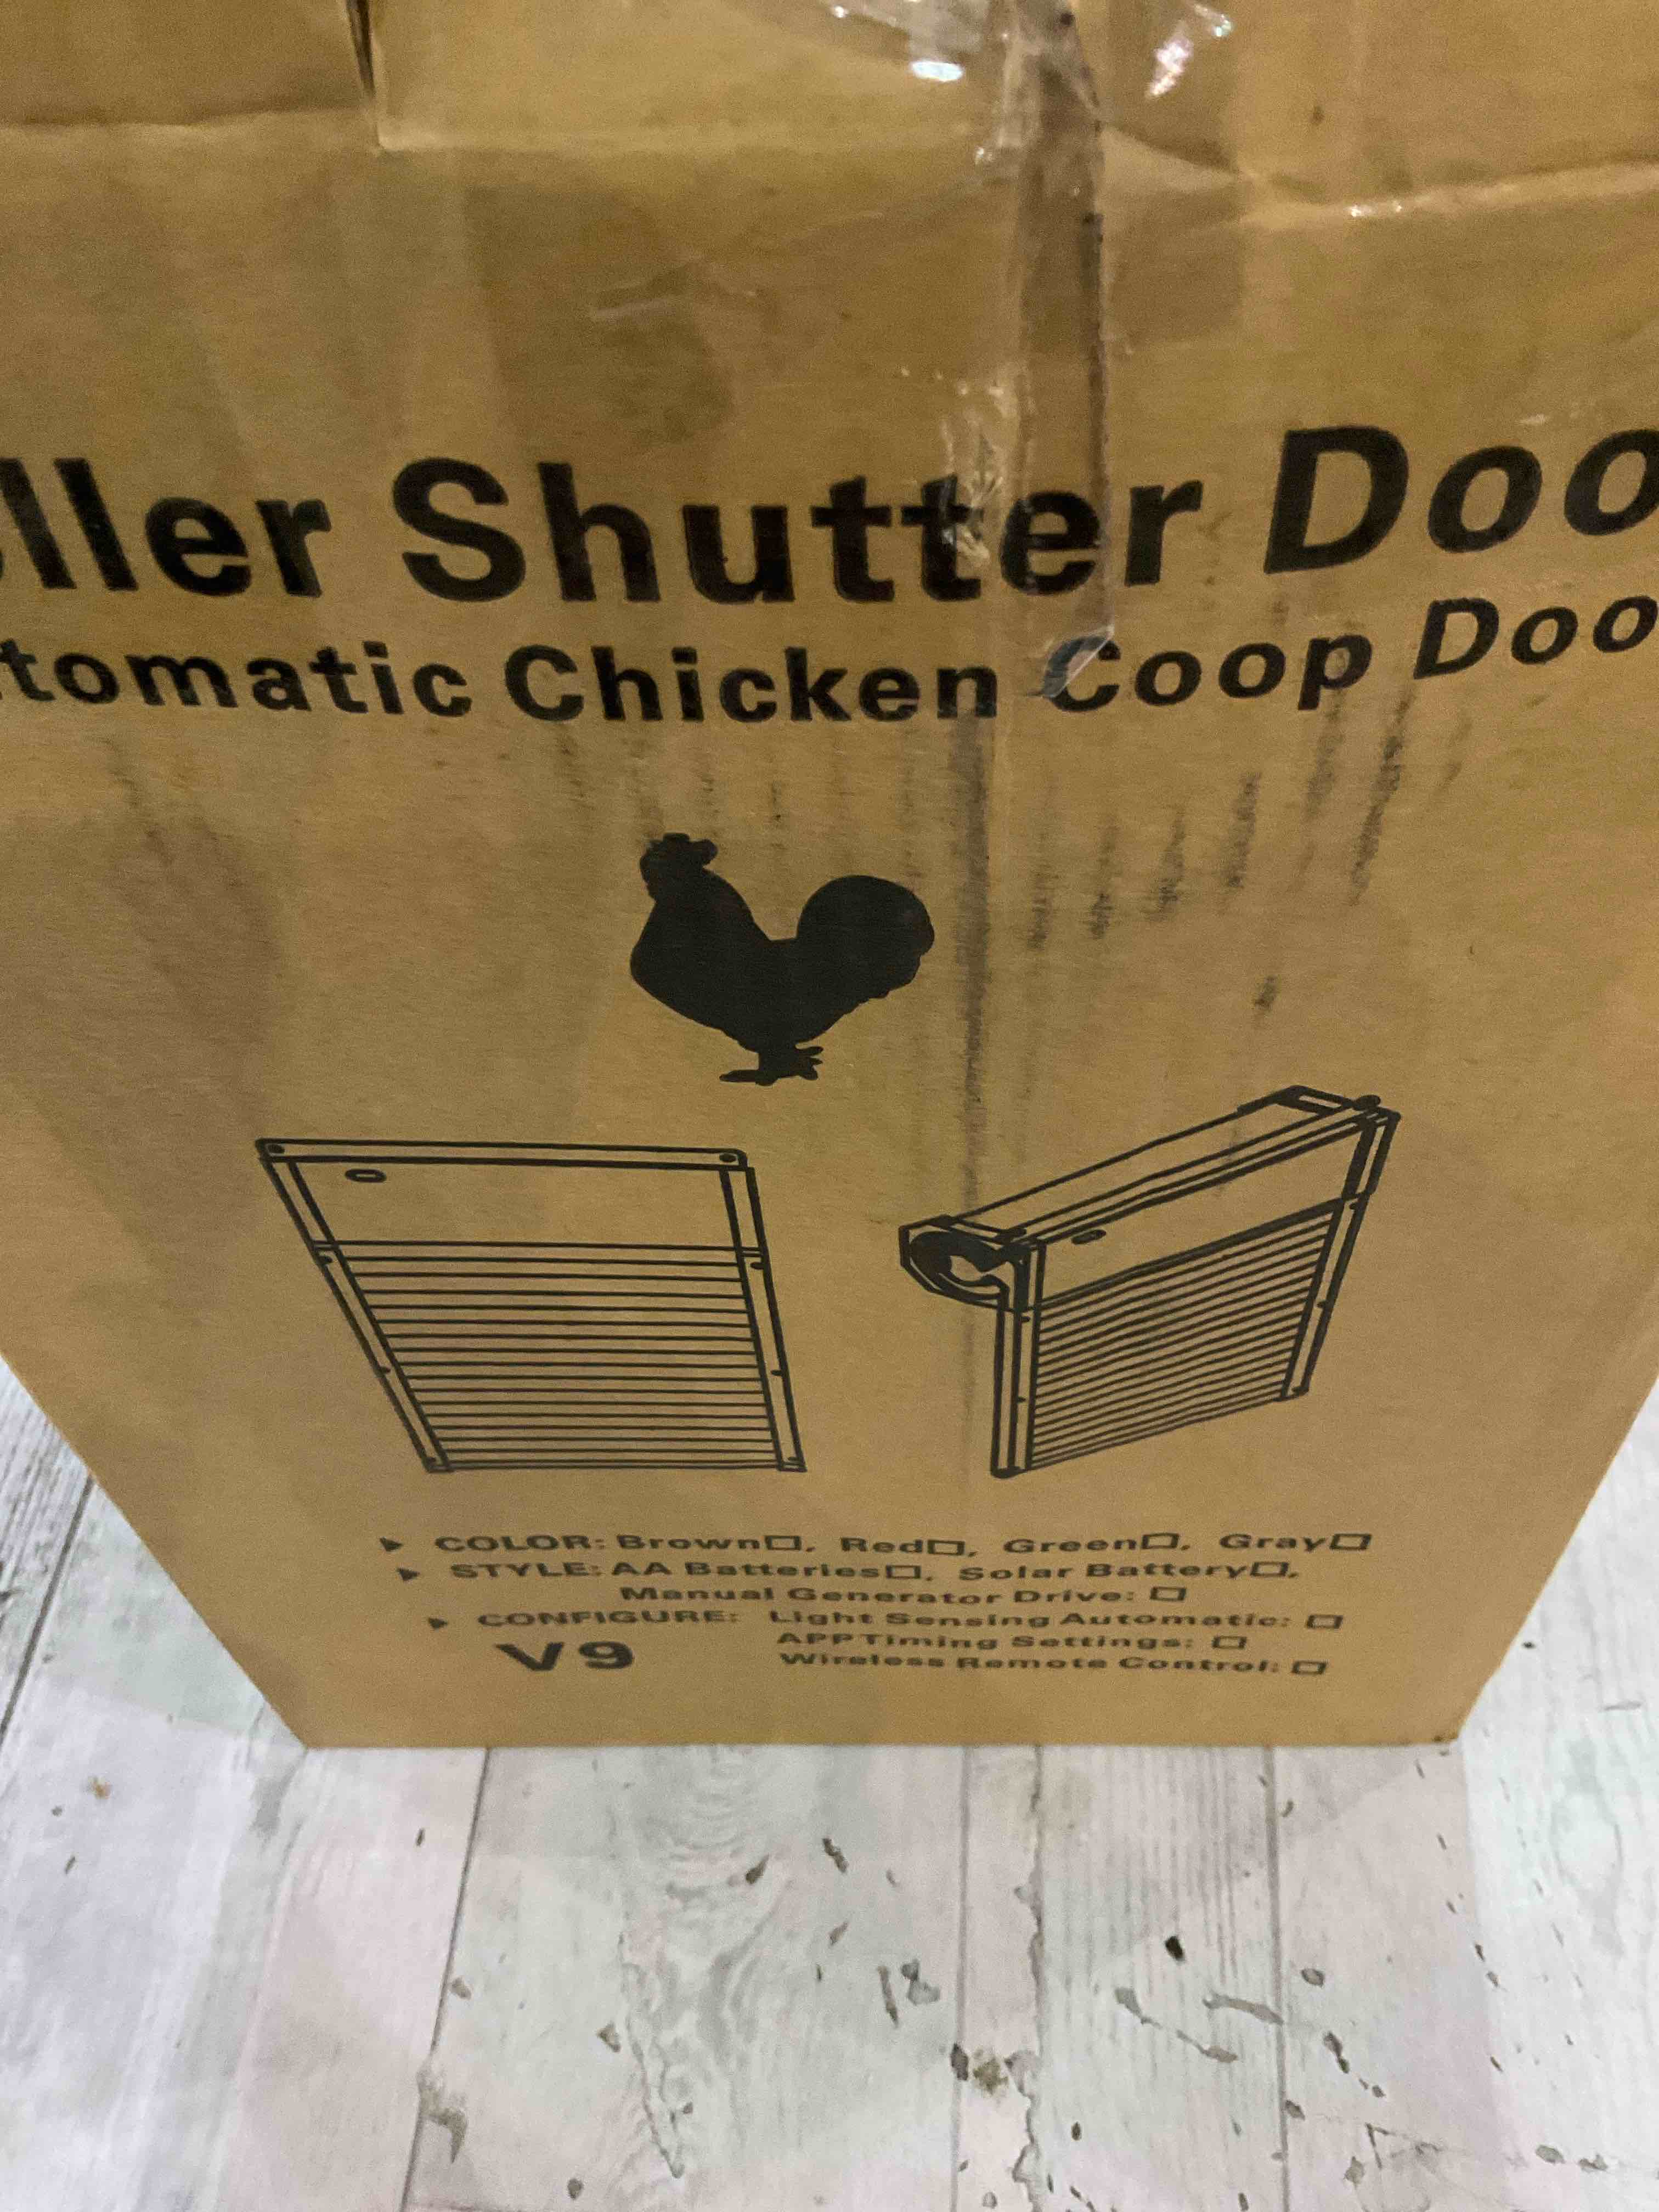 ller Shutter Doo
tomatic Chicken Coop Doo
▶ COLOR: Brown□, Red□, Green□, Gray□
▶ STYLE: AA Batteries□, Solar Battery□,
Manual Generator Drive: □
▶ CONFIGURE: Light Sensing Automatic: □
APP Timing Settings: □
V9 Wireless Remote Control: □